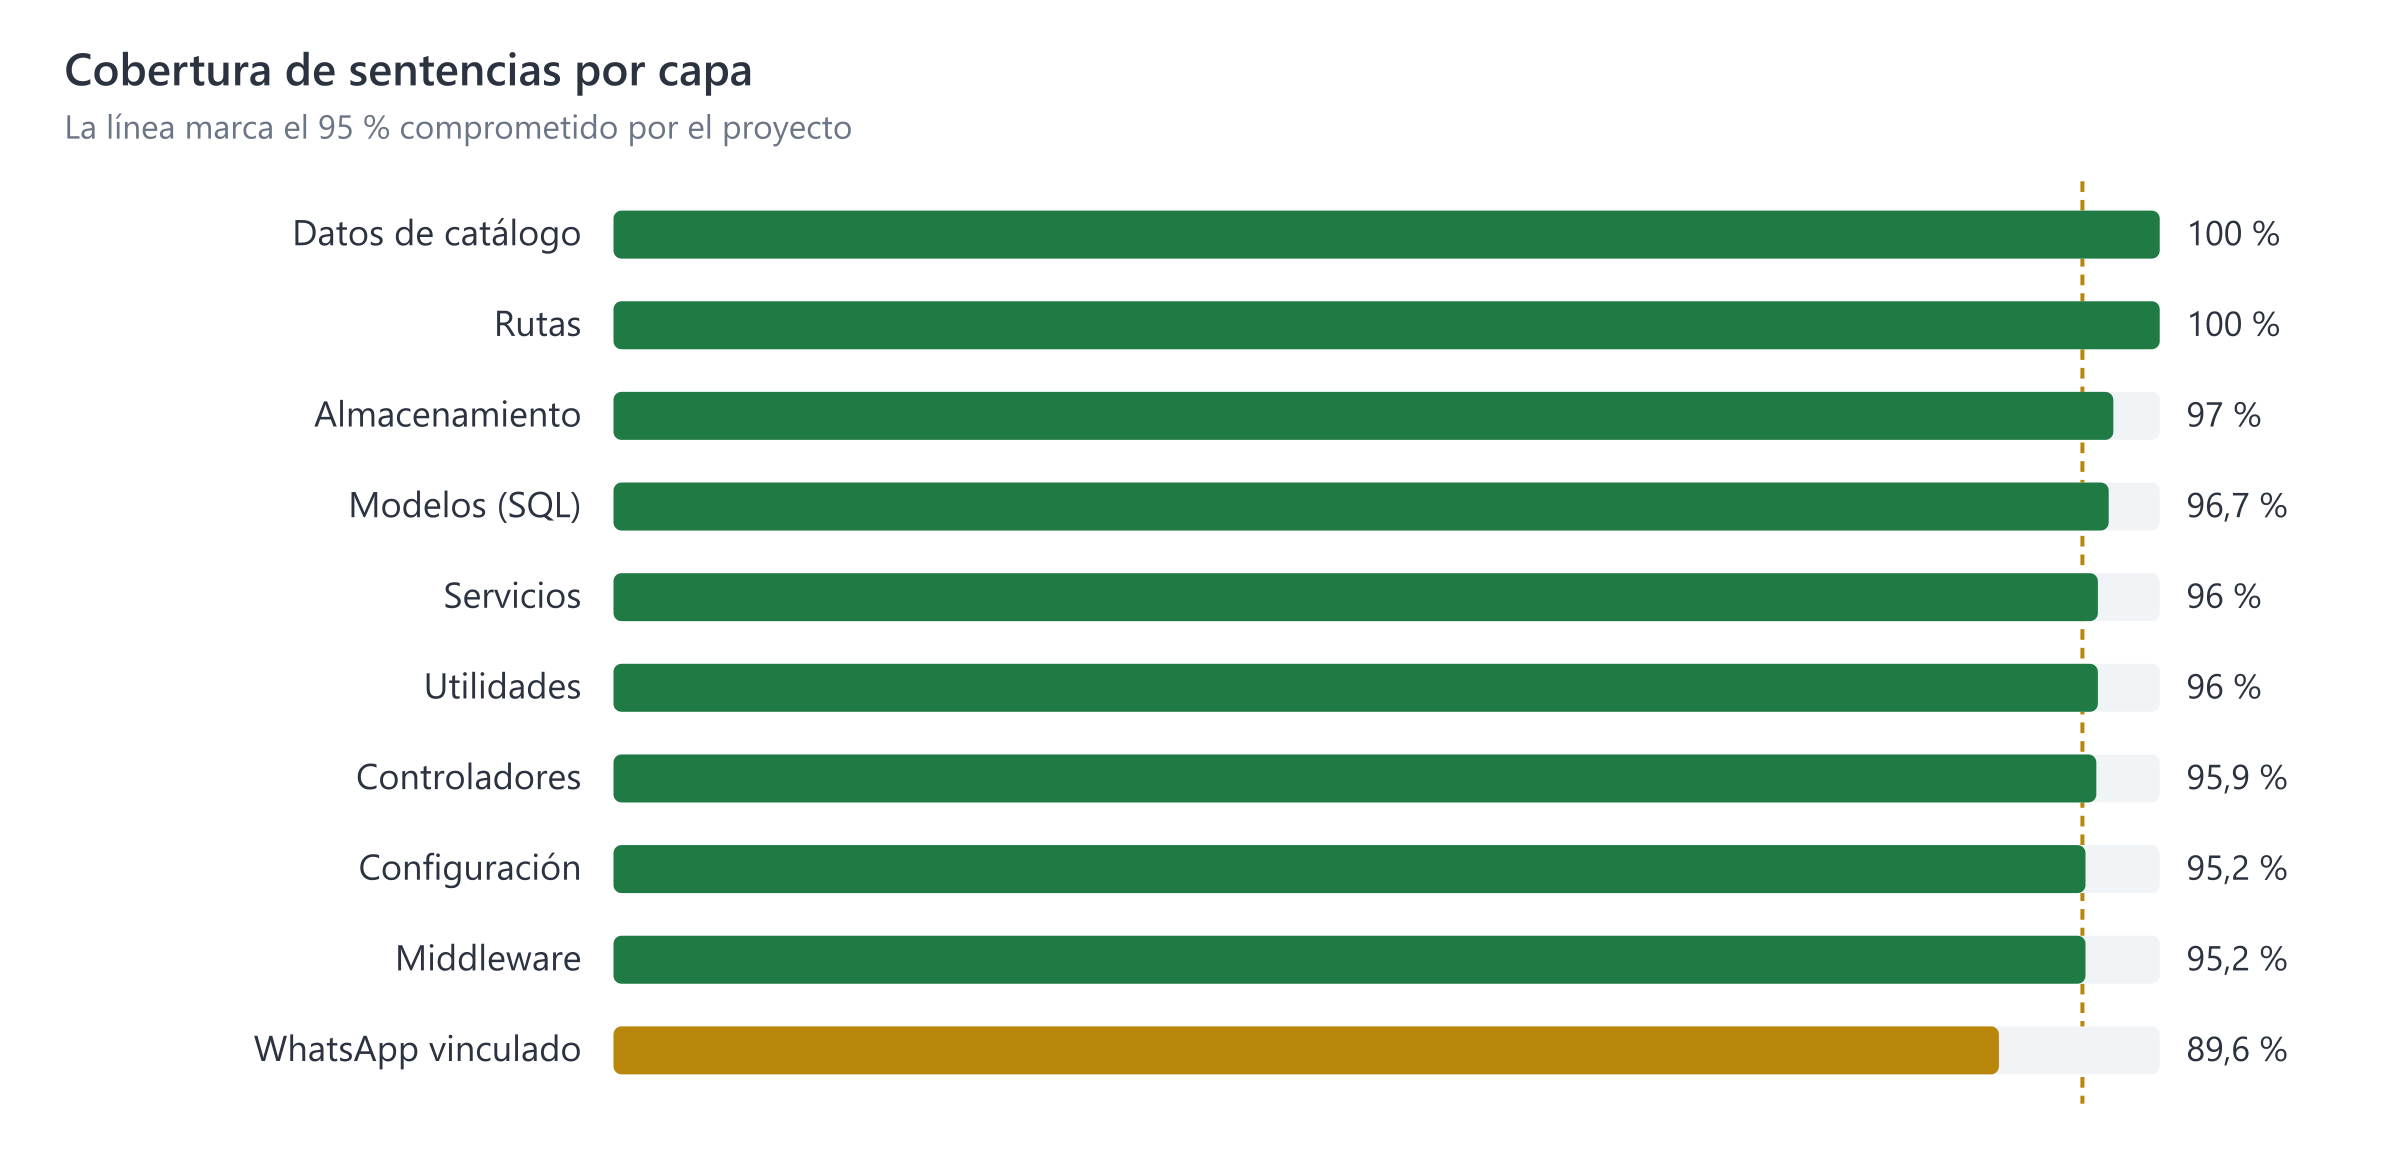 Cobertura de sentencias por capa
La línea marca el 95 % comprometido por el proyecto
Datos de catálogo 100 %
Rutas 100 %
Almacenamiento 97 %
Modelos (SQL) 96,7 %
Servicios 96 %
Utilidades 96 %
Controladores 95,9 %
Configuración 95,2 %
Middleware 95,2 %
WhatsApp vinculado 89,6 %